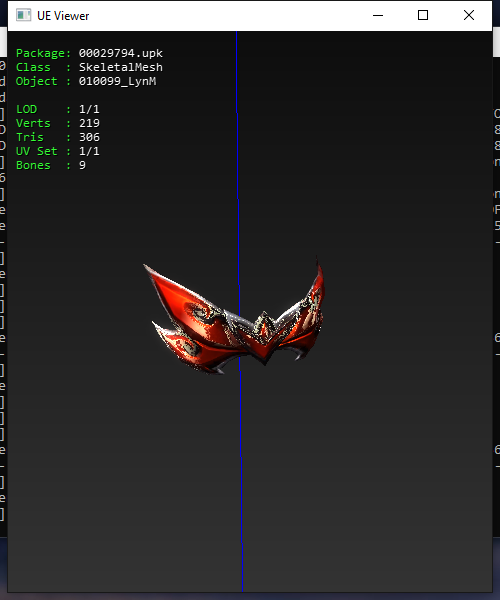 UE Viewer
Package: 00029794.upk
Class : SkeletalMesh
Object : 010099_LynM
LOD : 1/1
Verts : 219
Tris : 306
UV Set : 1/1
Bones : 9